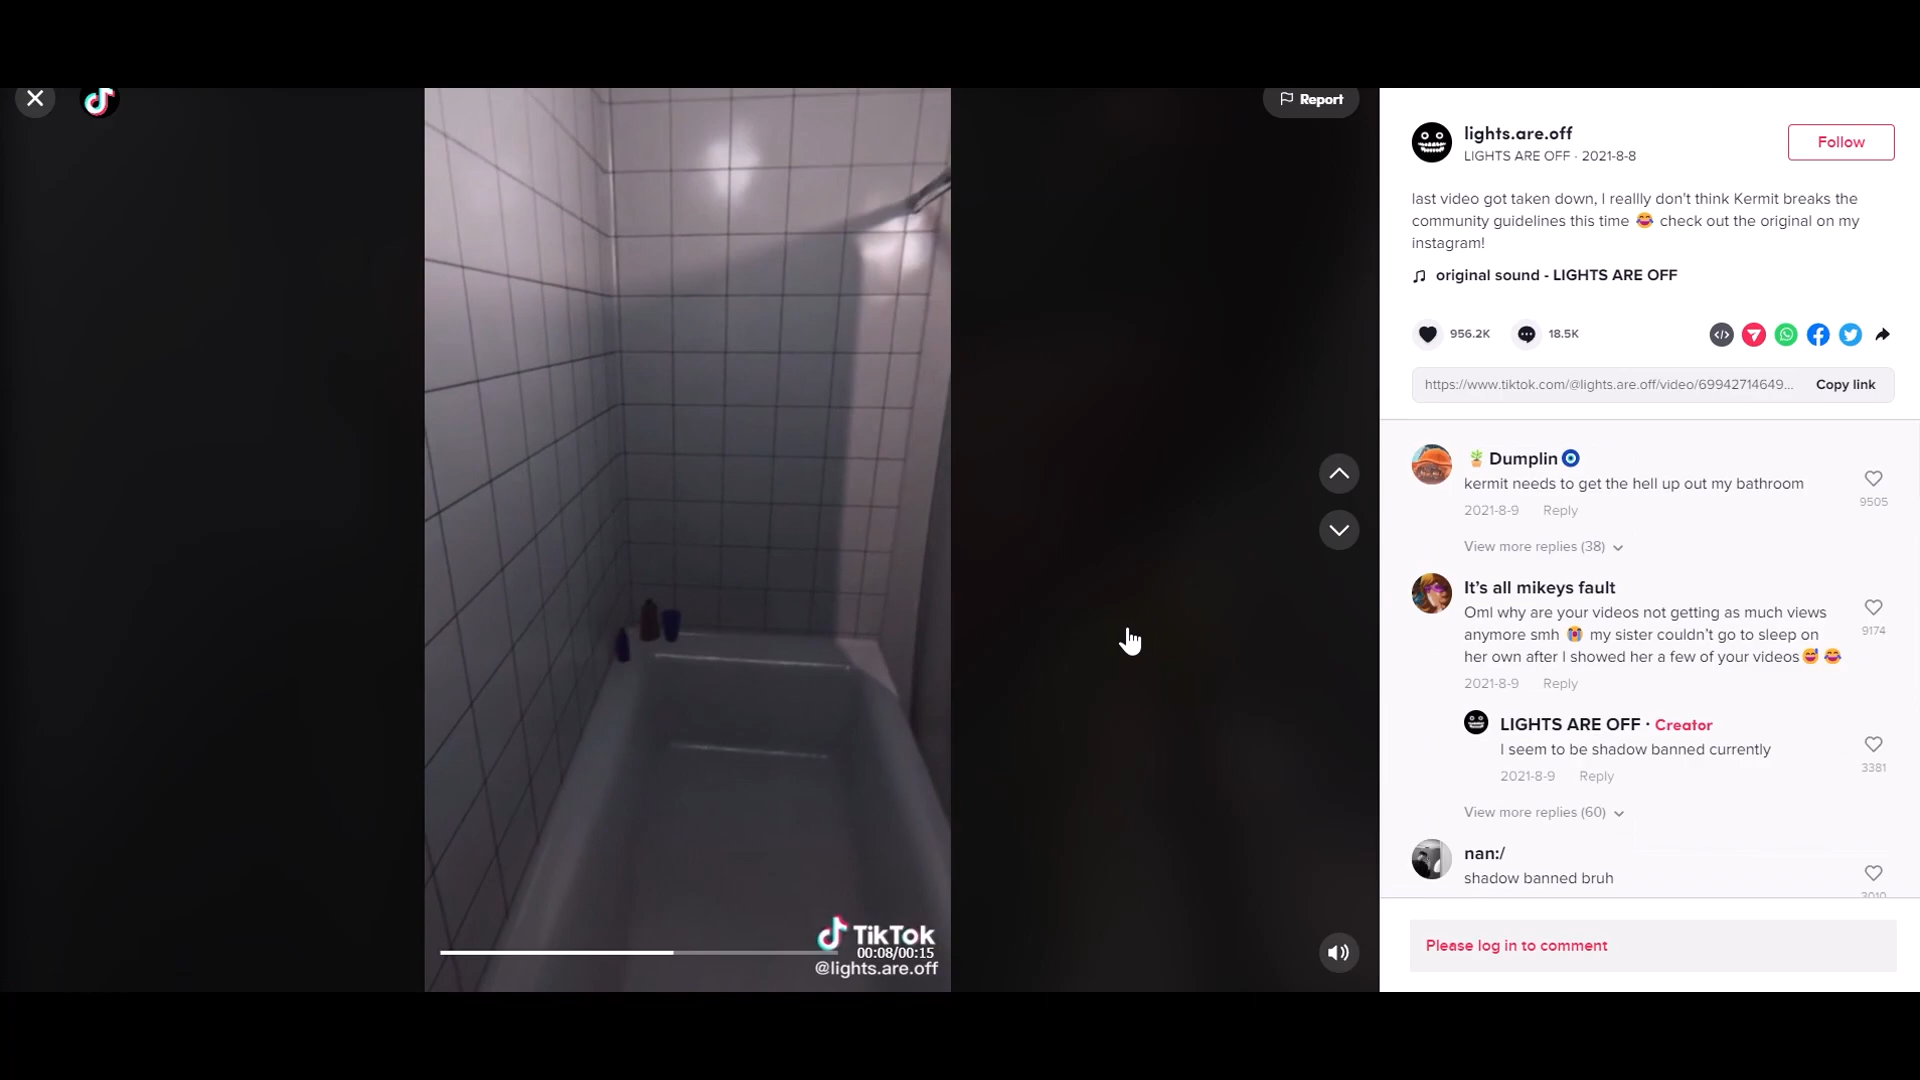 Report
TikTok
00:08/00:15
@lights.are.off
lights.are.off
LIGHTS ARE OFF · 2021-8-8
Follow
last video got taken down, I reallly don't think Kermit breaks the
community guidelines this time 😂 check out the original on my
instagram!
original sound - LIGHTS ARE OFF
956.2K
18.5K
https://www.tiktok.com/@lights.are.off/video/69942714649...
Copy link
🪴 Dumplin🧿
kermit needs to get the hell up out my bathroom
9505
2021-8-9 Reply
View more replies (38)
It's all mikeys fault
Oml why are your videos not getting as much views
anymore smh 😭 my sister couldn't go to sleep on
her own after I showed her a few of your videos😅 😂
9174
2021-8-9 Reply
LIGHTS ARE OFF · Creator
I seem to be shadow banned currently
3381
2021-8-9 Reply
View more replies (60)
nan:/
shadow banned bruh
3010
Please log in to comment